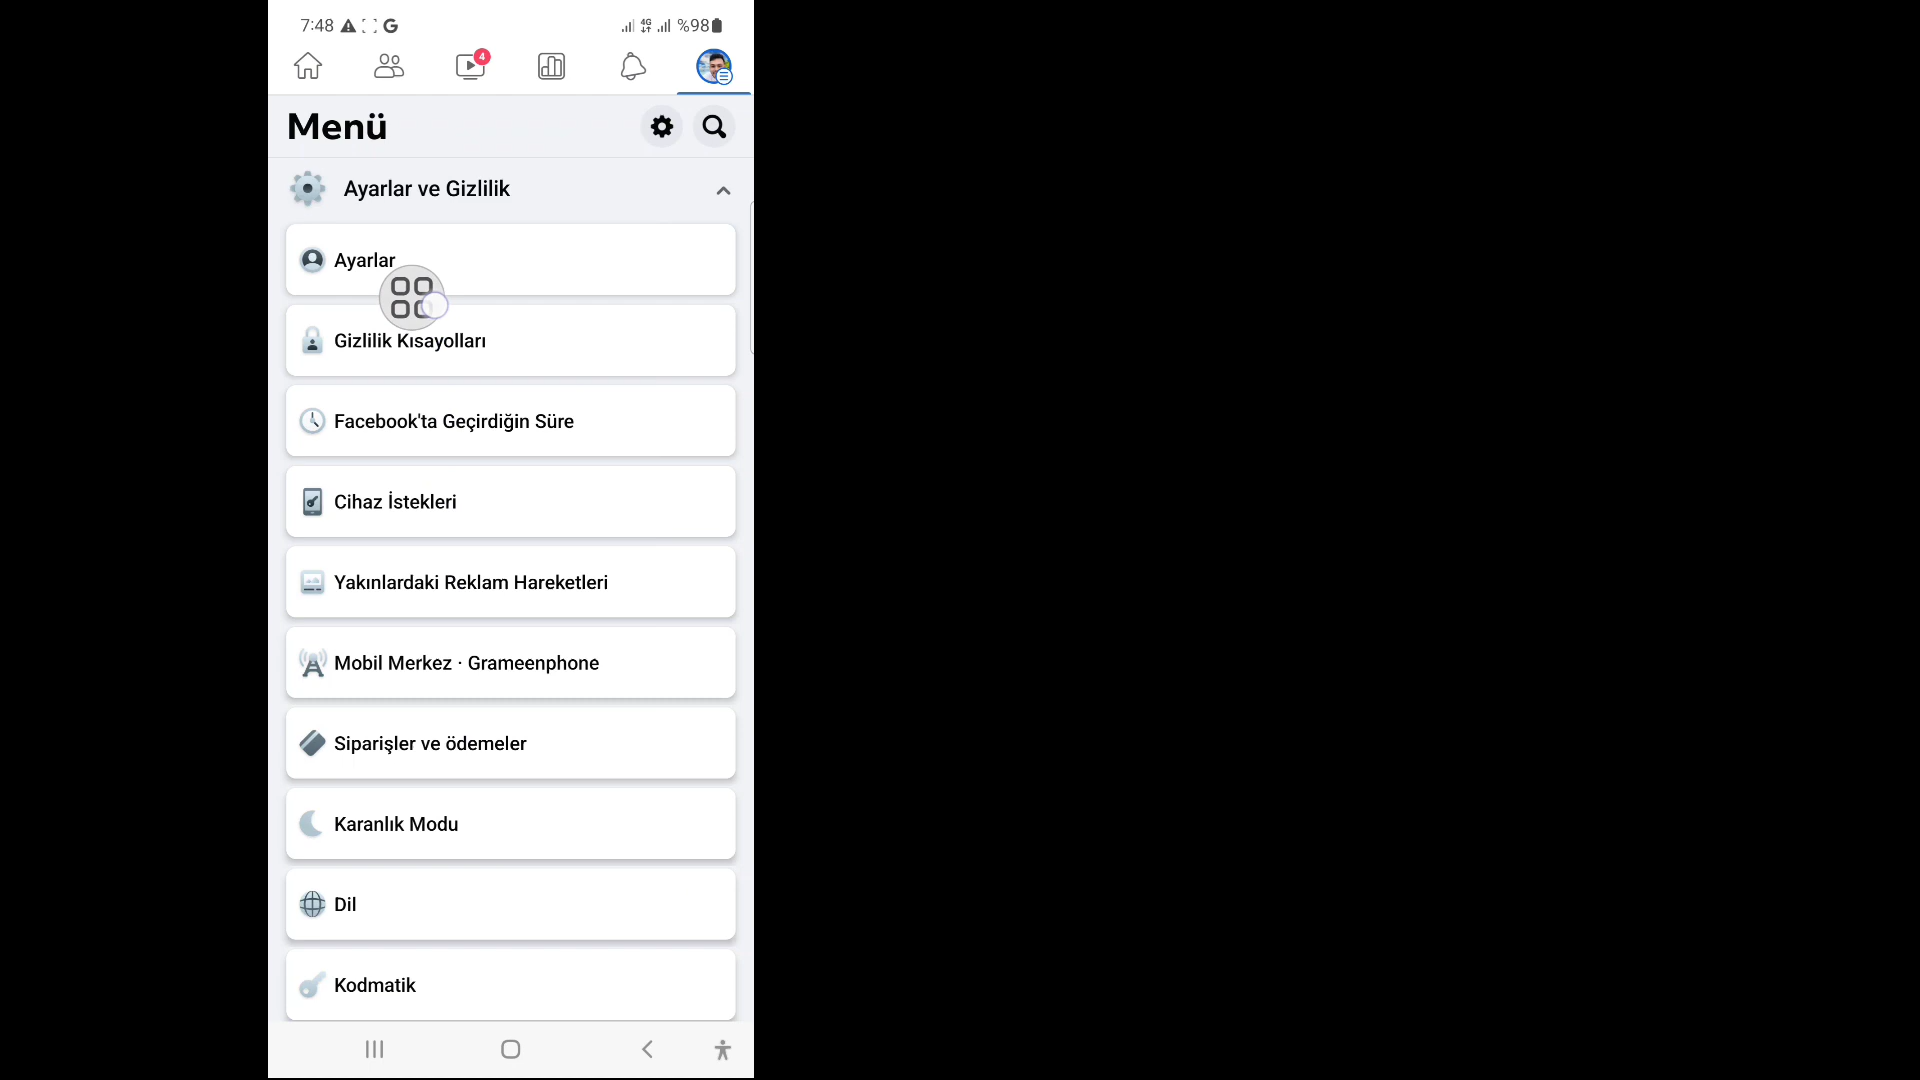 7:48 %98
4G
4
Menü
Ayarlar ve Gizlilik
Ayarlar
Gizlilik Kısayolları
Facebook'ta Geçirdiğin Süre
Cihaz İstekleri
Yakınlardaki Reklam Hareketleri
Mobil Merkez · Grameenphone
Siparişler ve ödemeler
Karanlık Modu
Dil
Kodmatik